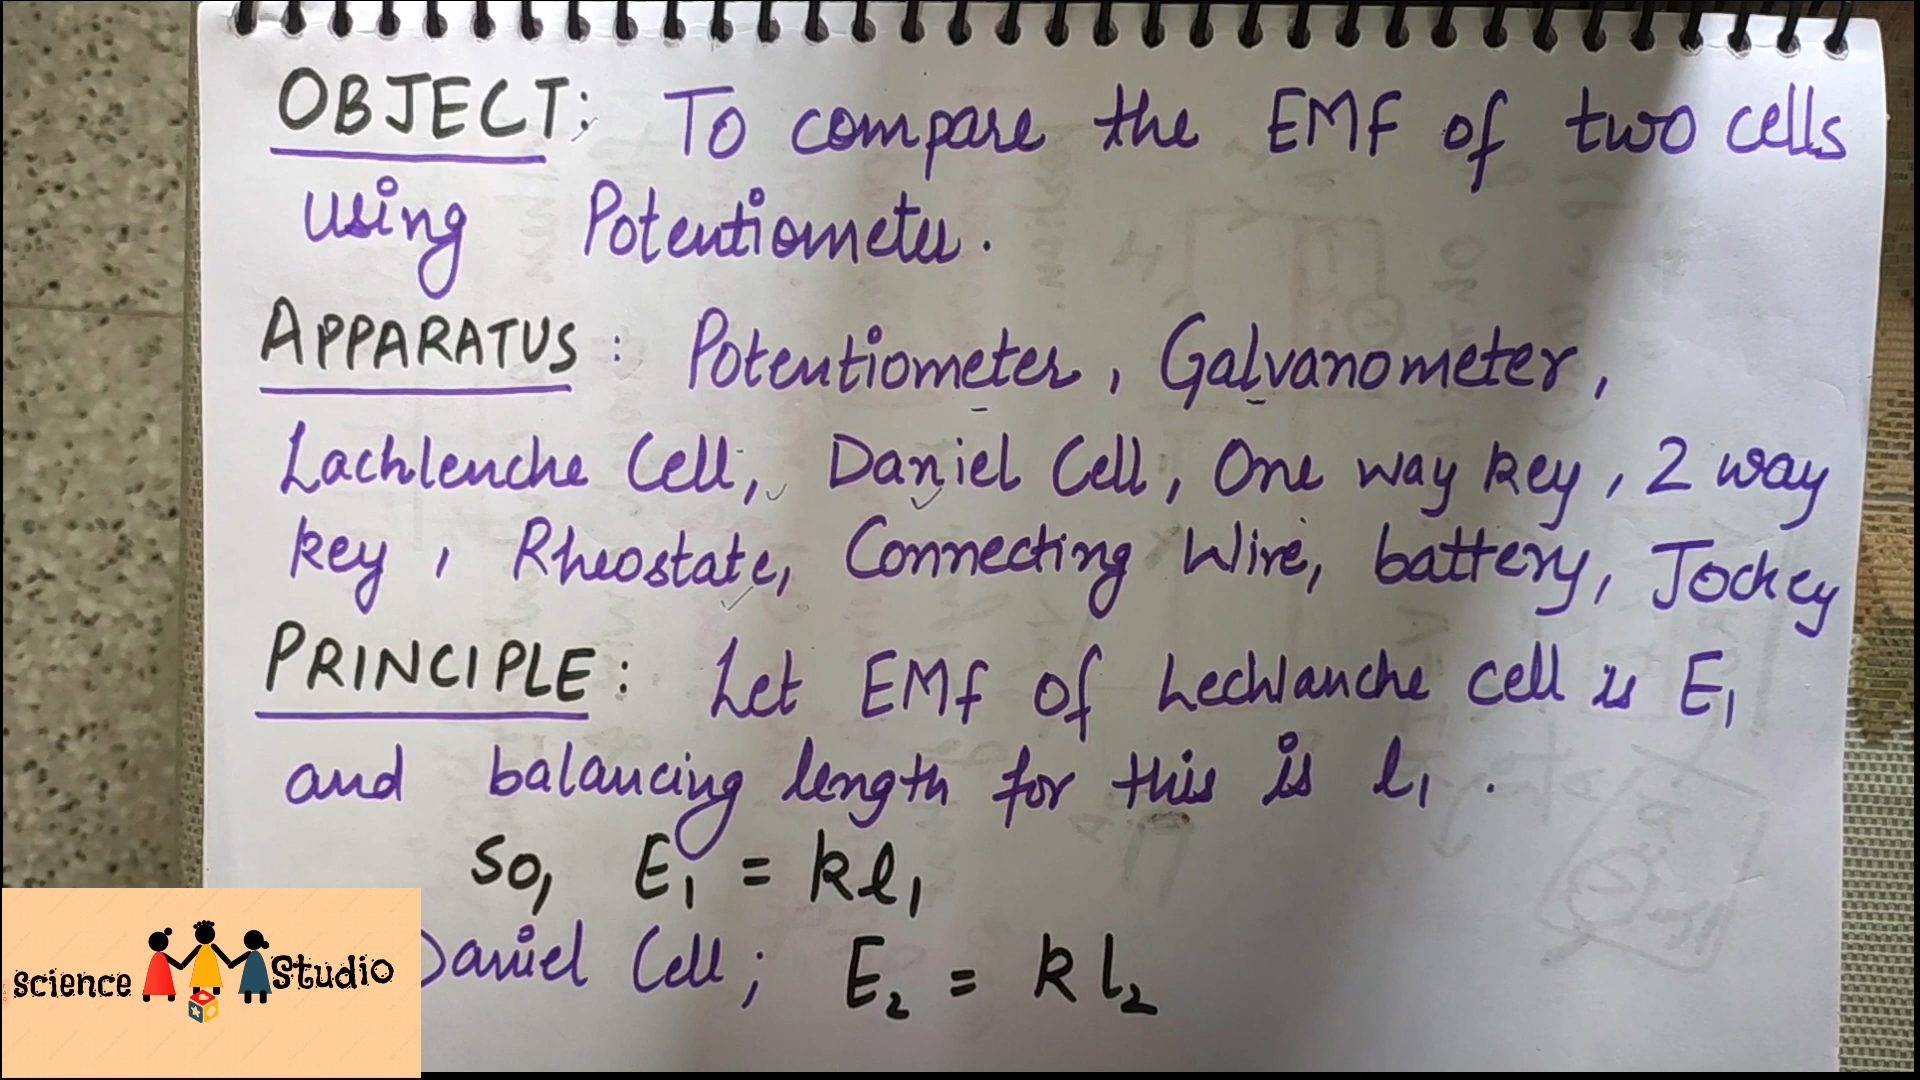 OBJECT: To compare the EMF of two cells
using Potentiometer.
APPARATUS: Potentiometer, Galvanometer,
Lachlenche Cell, Daniel Cell, One way key, 2 way
key, Rheostate, Connecting Wire, battery, Jockey
PRINCIPLE: Let EMF of Lechlanche cell is E₁
and balancing length for this is l₁.
So, E₁ = kl₁
Daniel Cell; E₂ = kl₂
Science Studio